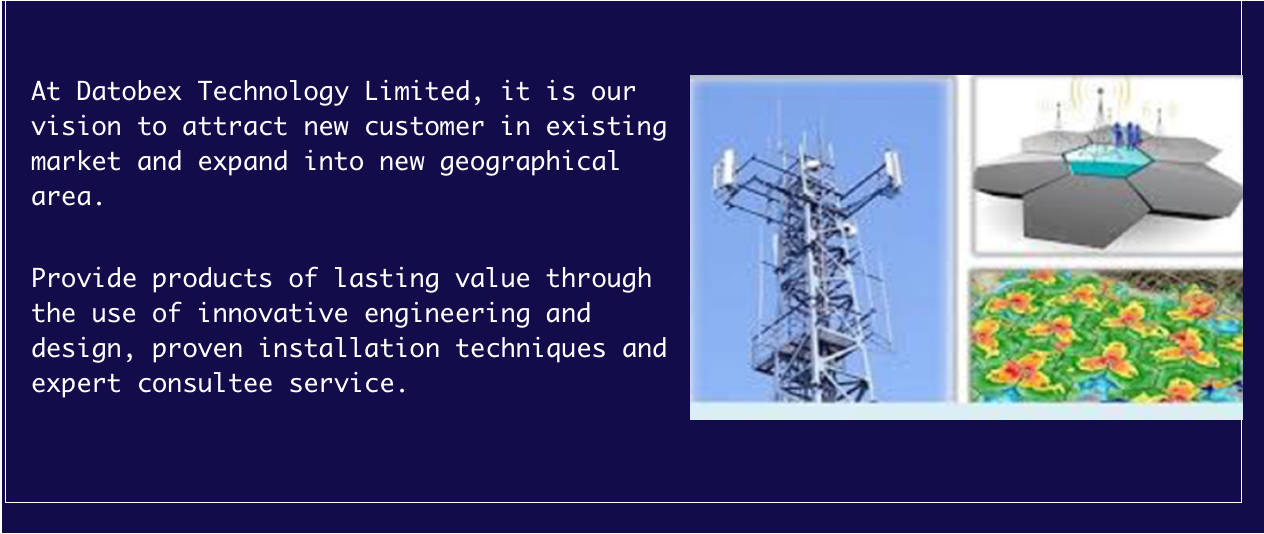 At Datobex Technology Limited, it is our
vision to attract new customer in existing
market and expand into new geographical
area.
Provide products of lasting value through
the use of innovative engineering and
design, proven installation techniques and
expert consultee service.